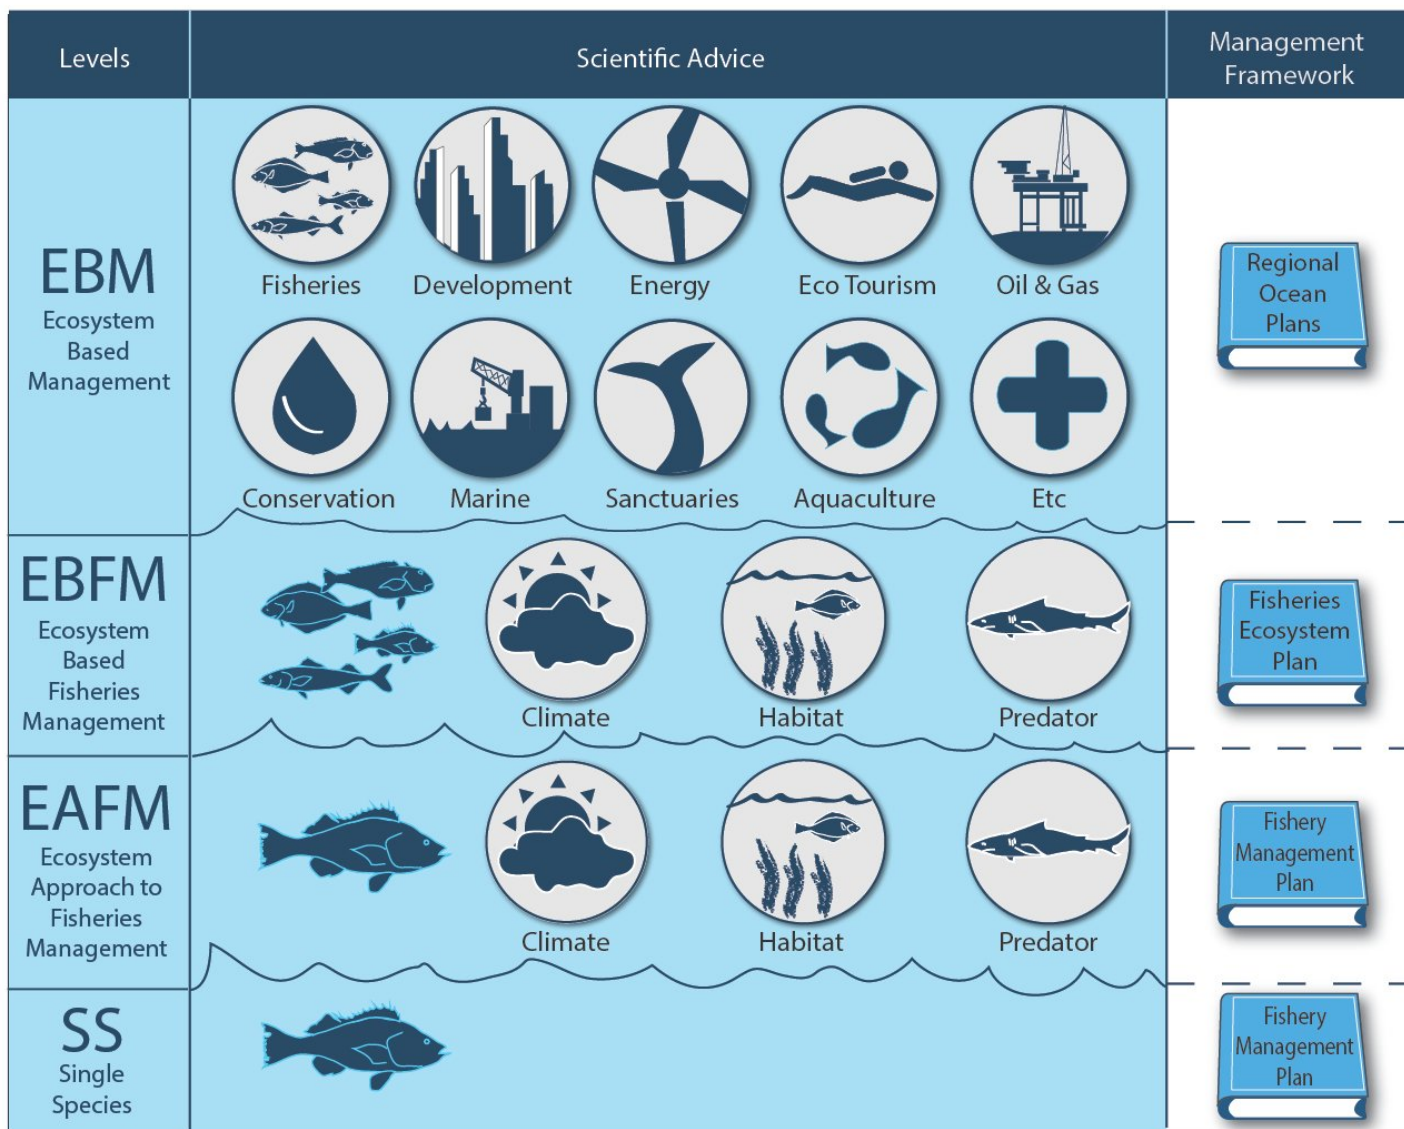 Levels
Scientific Advice
Management
Framework
EBM
Ecosystem
Based
Management
Fisheries
Development
Energy
Eco Tourism
Oil & Gas
Conservation
Marine
Sanctuaries
Aquaculture
Etc
Regional
Ocean
Plans
EBFM
Ecosystem
Based
Fisheries
Management
Climate
Habitat
Predator
Fisheries
Ecosystem
Plan
EAFM
Ecosystem
Approach to
Fisheries
Management
Climate
Habitat
Predator
Fishery
Management
Plan
SS
Single
Species
Fishery
Management
Plan